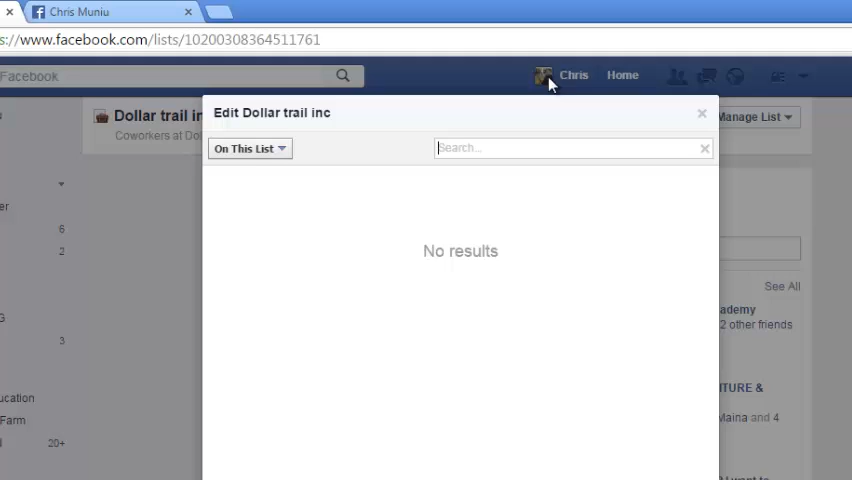 Chris Muniu
s://www.facebook.com/lists/10200308364511761
Facebook
Chris
Home
Dollar trail in
Manage List
Coworkers at Dol
Edit Dollar trail inc
On This List
Search...
No results
er
6
2
G
3
ucation
Farm
20+
See All
ademy
2 other friends
TURE &
Maina and 4